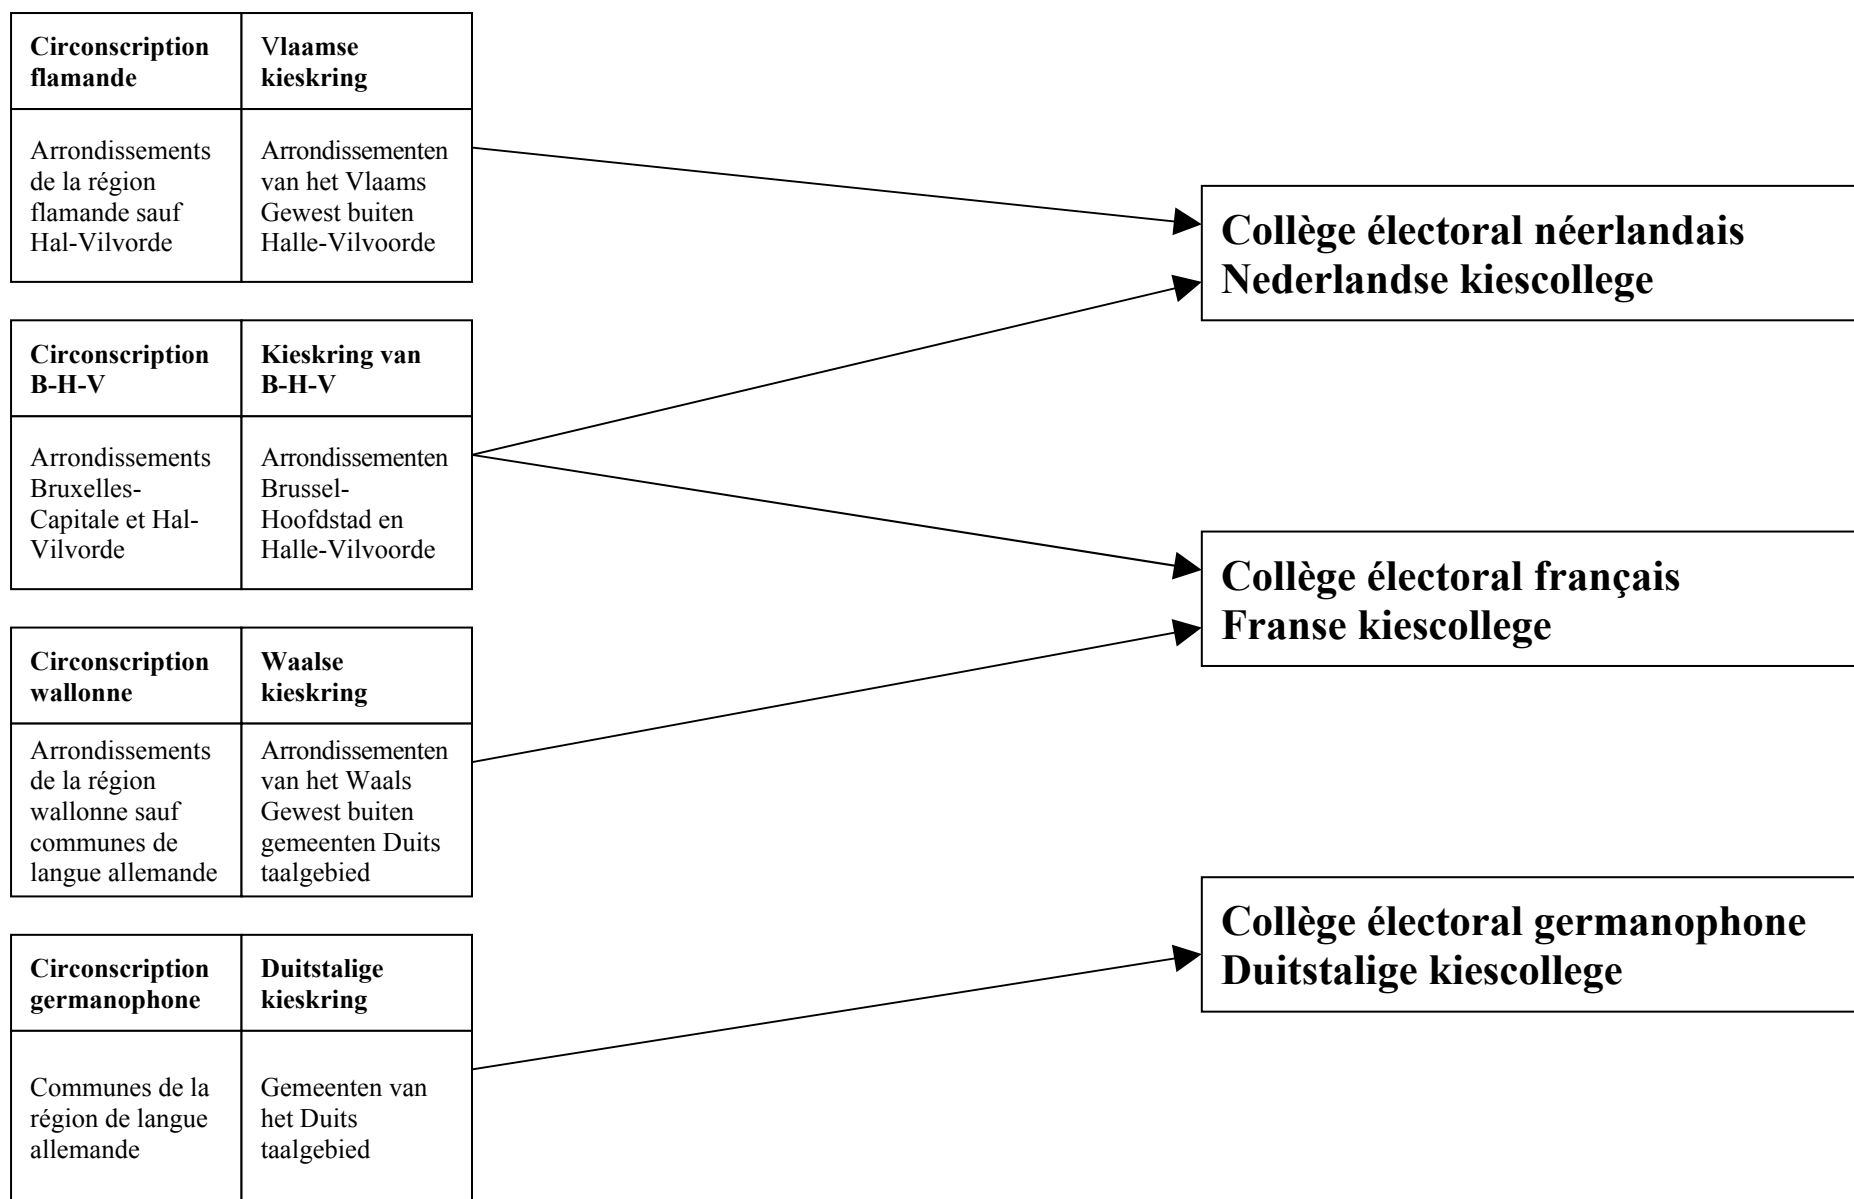 Circonscription
flamande
Vlaamse
kieskring
Arrondissements
de la région
flamande sauf
Hal-Vilvorde
Arrondissementen
van het Vlaams
Gewest buiten
Halle-Vilvoorde
Circonscription
B-H-V
Kieskring van
B-H-V
Arrondissements
Bruxelles-
Capitale et Hal-
Vilvorde
Arrondissementen
Brussel-
Hoofdstad en
Halle-Vilvoorde
Circonscription
wallonne
Waalse
kieskring
Arrondissements
de la région
wallonne sauf
communes de
langue allemande
Arrondissementen
van het Waals
Gewest buiten
gemeenten Duits
taalgebied
Circonscription
germanophone
Duitstalige
kieskring
Communes de la
région de langue
allemande
Gemeenten van
het Duits
taalgebied
Collège électoral néerlandais
Nederlandse kiescollege
Collège électoral français
Franse kiescollege
Collège électoral germanophone
Duitstalige kiescollege